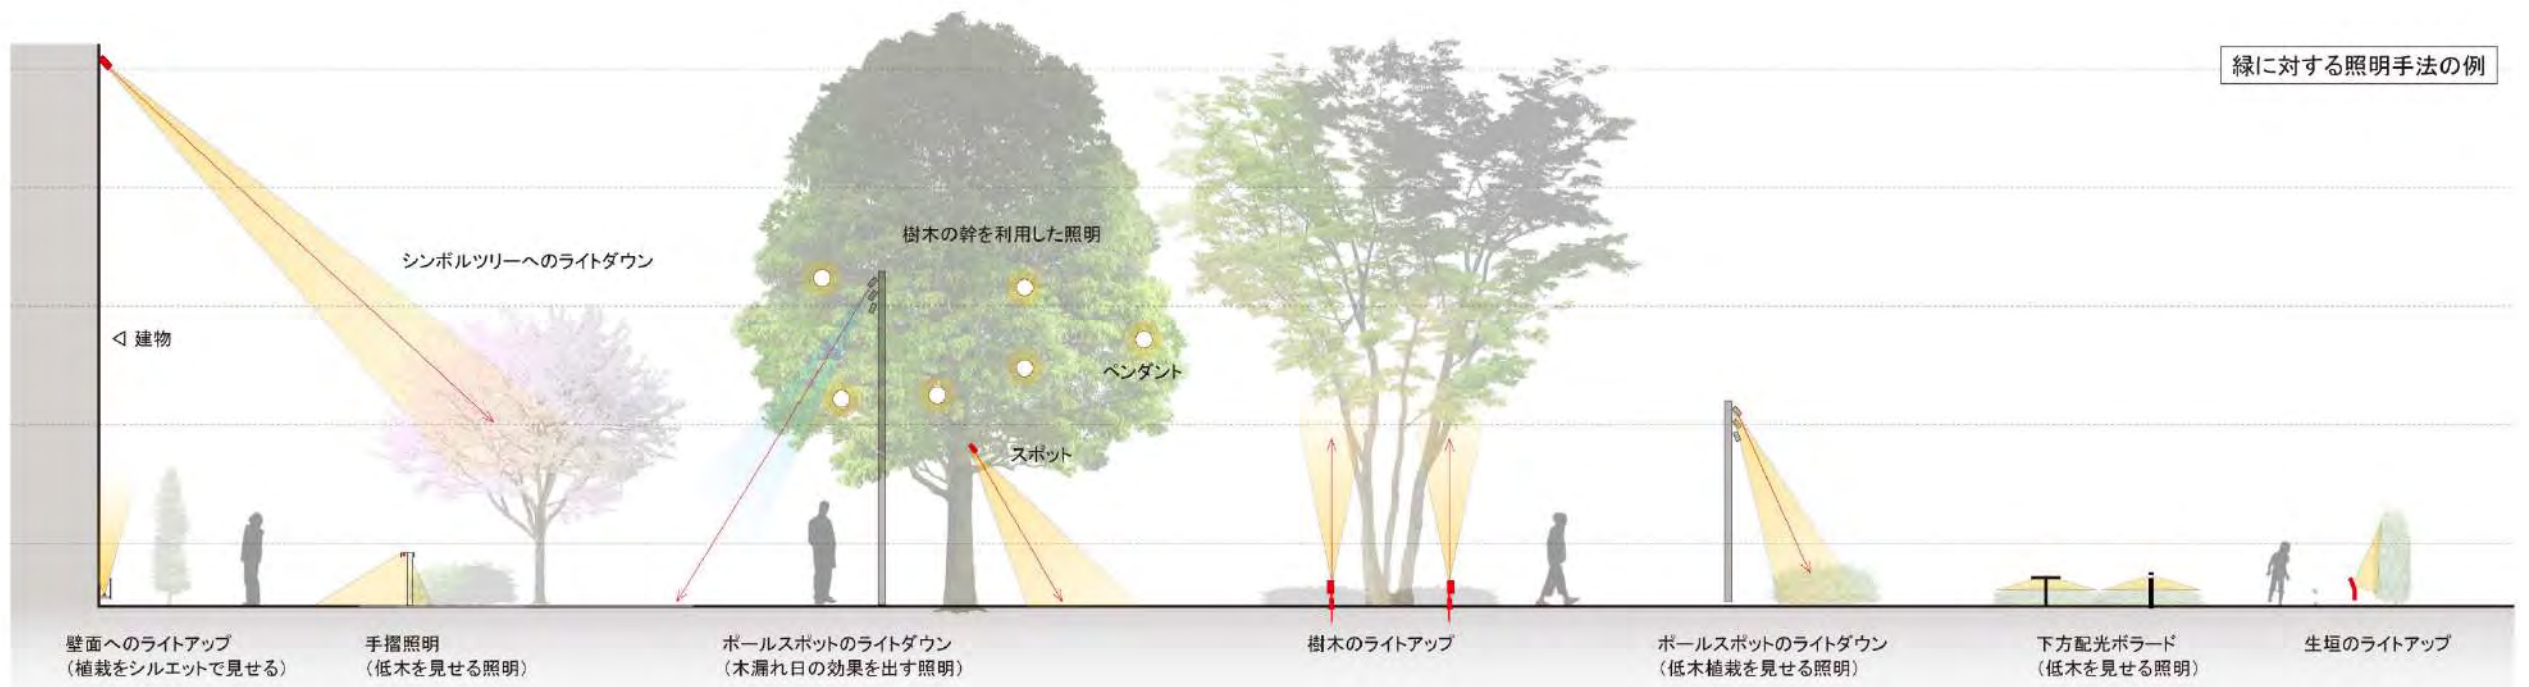 緑に対する照明手法の例
樹木の幹を利用した照明
シンボルツリーへのライトダウン
◁ 建物
ペンダント
スポット
壁面へのライトアップ
（植栽をシルエットで見せる）
手摺照明
（低木を見せる照明）
ポールスポットのライトダウン
（木漏れ日の効果を出す照明）
樹木のライトアップ
ポールスポットのライトダウン
（低木植栽を見せる照明）
下方配光ボラード
（低木を見せる照明）
生垣のライトアップ